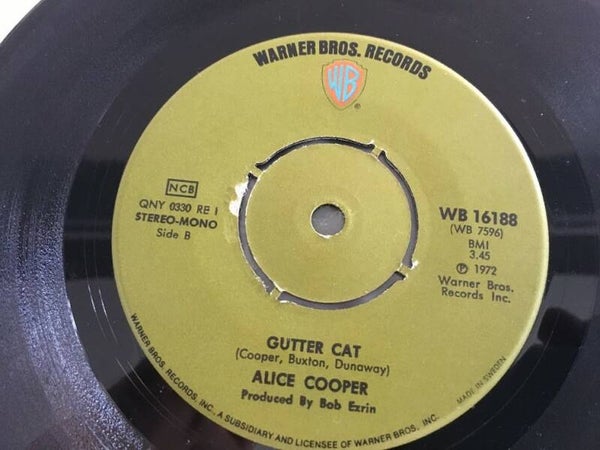 WARNER BROS. RECORDS
WB
®
NCB
QNY 0330 RE 1
STEREO-MONO
Side B
WB 16188
(WB 7596)
BMI
3.45
℗ 1972
Warner Bros.
Records Inc.
GUTTER CAT
(Cooper, Buxton, Dunaway)
ALICE COOPER
Produced By Bob Ezrin
WARNER BROS. RECORDS INC., A SUBSIDIARY AND LICENSEE OF WARNER BROS. INC.
MADE IN SWEDEN